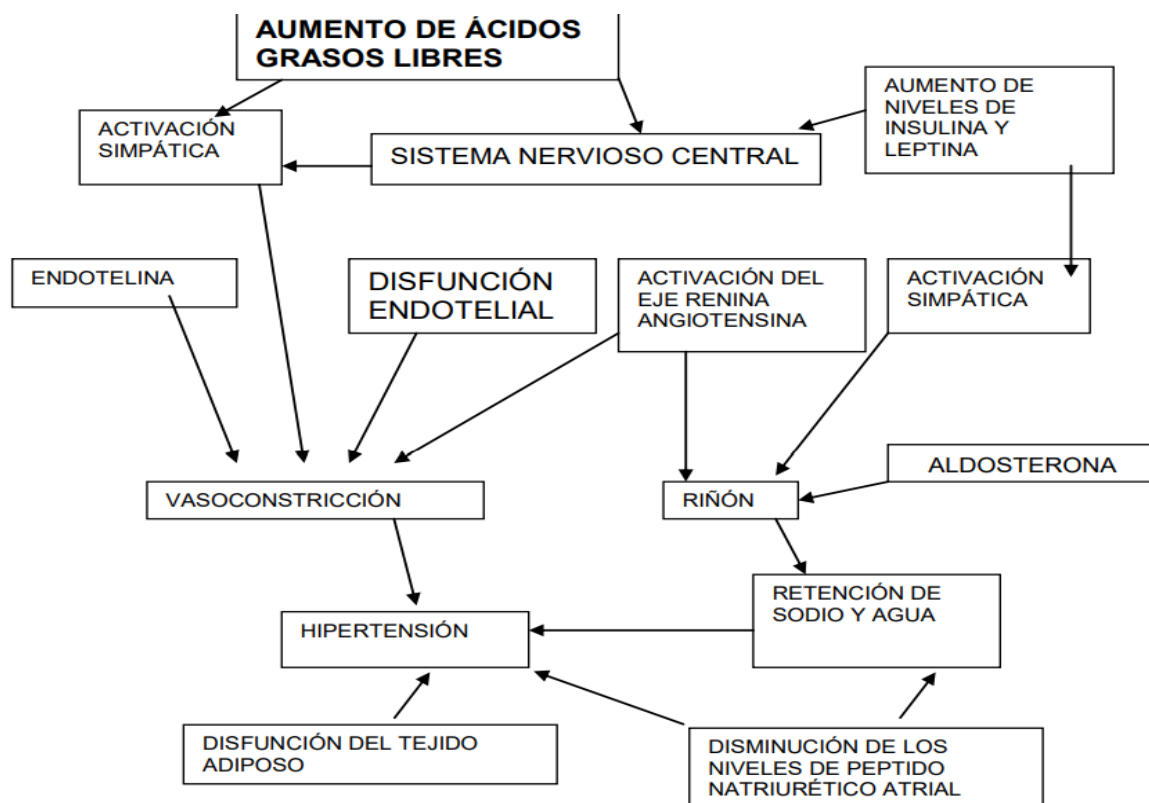 AUMENTO DE ÁCIDOS
GRASOS LIBRES
AUMENTO DE
NIVELES DE
INSULINA Y
LEPTINA
ACTIVACIÓN
SIMPÁTICA
SISTEMA NERVIOSO CENTRAL
ENDOTELINA
DISFUNCIÓN
ENDOTELIAL
ACTIVACIÓN DEL
EJE RENINA
ANGIOTENSINA
ACTIVACIÓN
SIMPÁTICA
ALDOSTERONA
VASOCONSTRICCIÓN
RIÑÓN
RETENCIÓN DE
SODIO Y AGUA
HIPERTENSIÓN
DISFUNCIÓN DEL TEJIDO
ADIPOSO
DISMINUCIÓN DE LOS
NIVELES DE PEPTIDO
NATRIURÉTICO ATRIAL